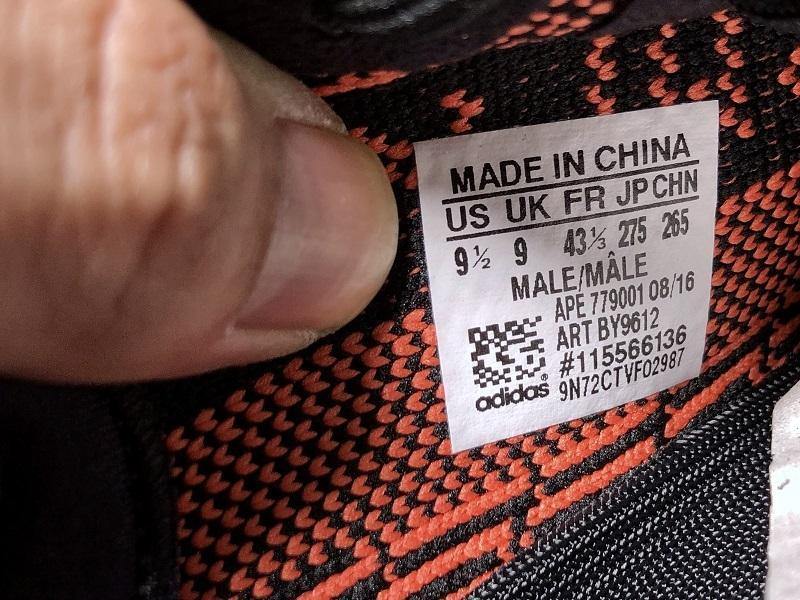 MADE IN CHINA
US UK FR JP CHN
9½ 9 43⅓ 275 265
MALE/MÂLE
APE 779001 08/16
ART BY9612
#115566136
adidas® 9N72CTVF02987